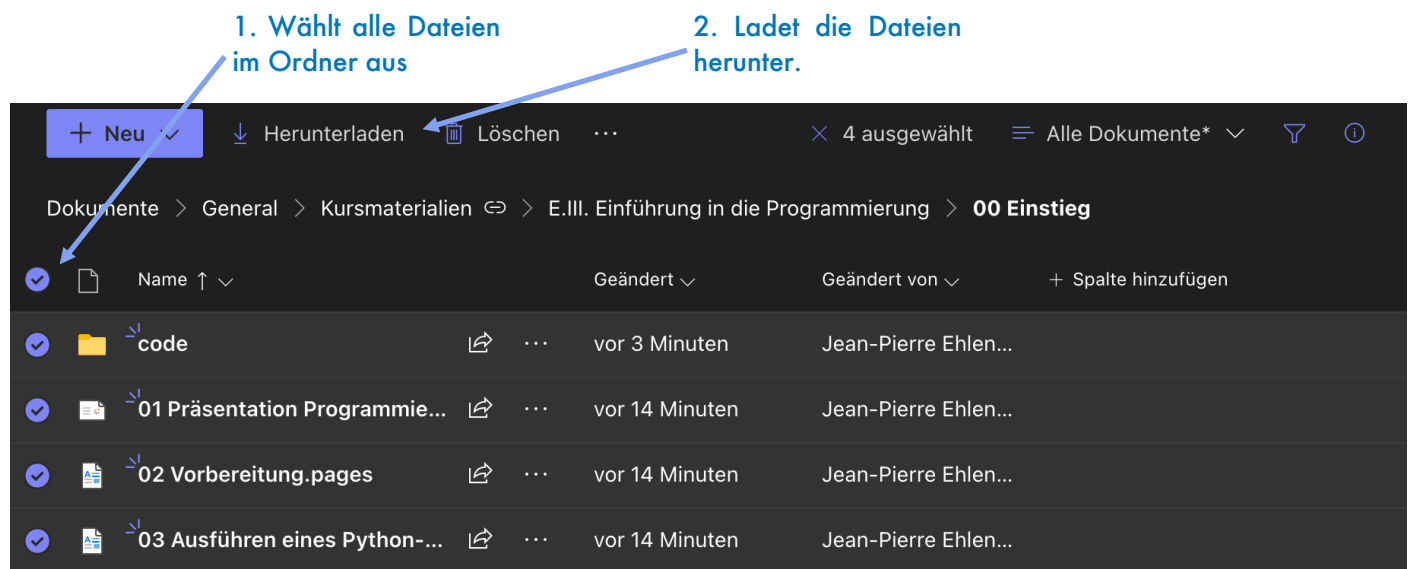 1. Wählt alle Dateien
im Ordner aus
2. Ladet die Dateien
herunter.
Neu Herunterladen Löschen ··· 4 ausgewählt Alle Dokumente*
Dokumente > General > Kursmaterialien > E.III. Einführung in die Programmierung > 00 Einstieg
Name ↑ Geändert Geändert von + Spalte hinzufügen
code ··· vor 3 Minuten Jean-Pierre Ehlen...
01 Präsentation Programmie... ··· vor 14 Minuten Jean-Pierre Ehlen...
02 Vorbereitung.pages ··· vor 14 Minuten Jean-Pierre Ehlen...
03 Ausführen eines Python-... ··· vor 14 Minuten Jean-Pierre Ehlen...